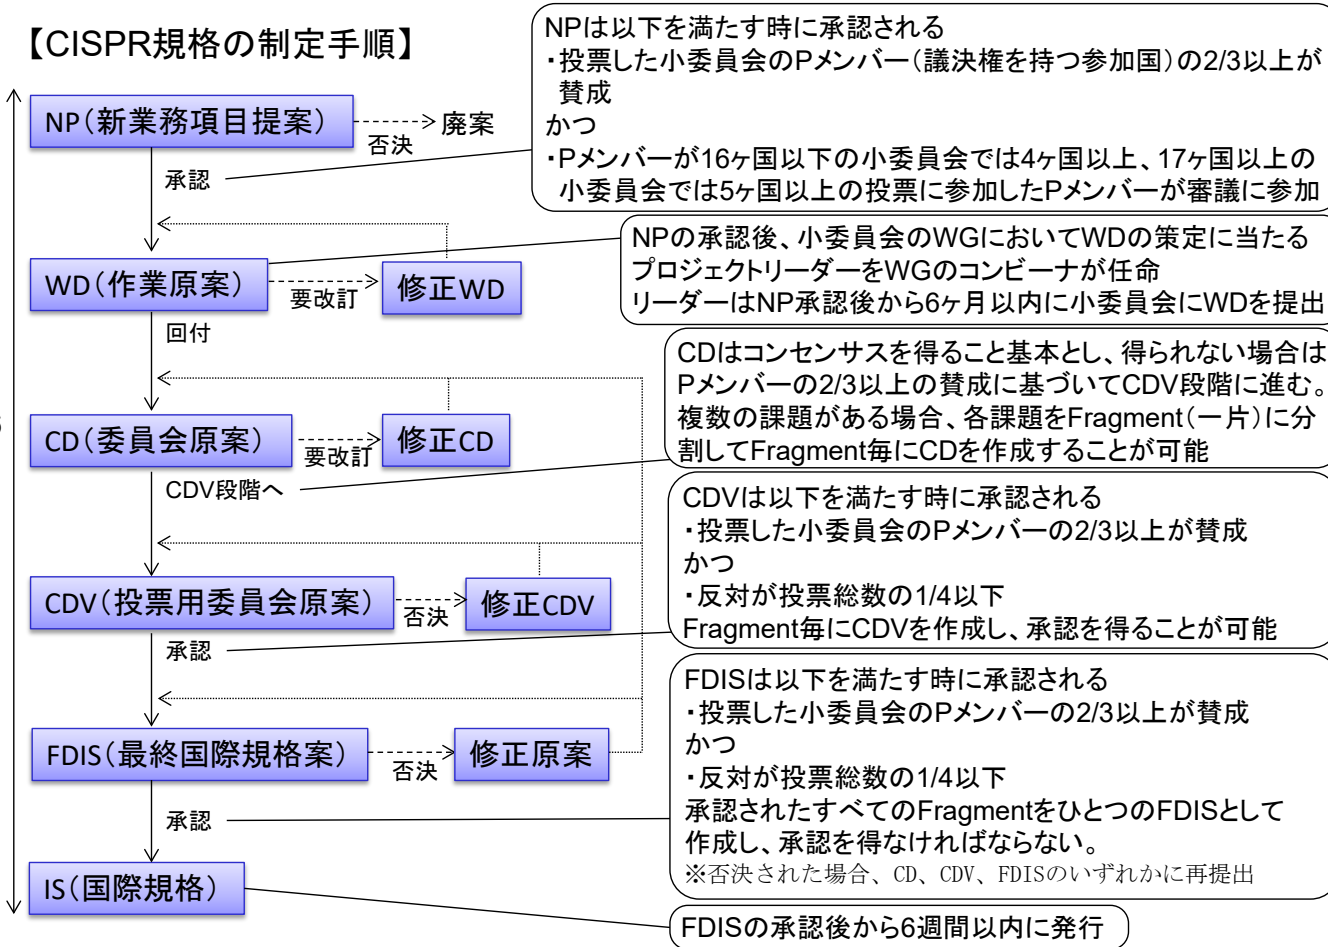 【CISPR規格の制定手順】
NP(新業務項目提案)
否決
廃案
承認
NPは以下を満たす時に承認される
・投票した小委員会のPメンバー(議決権を持つ参加国)の2/3以上が
賛成
かつ
・Pメンバーが16ヶ国以下の小委員会では4ヶ国以上、17ヶ国以上の
小委員会では5ヶ国以上の投票に参加したPメンバーが審議に参加
WD(作業原案)
要改訂
修正WD
回付
NPの承認後、小委員会のWGにおいてWDの策定に当たる
プロジェクトリーダーをWGのコンビーナが任命
リーダーはNP承認後から6ヶ月以内に小委員会にWDを提出
CD(委員会原案)
要改訂
修正CD
CDV段階へ
CDはコンセンサスを得ること基本とし、得られない場合は
Pメンバーの2/3以上の賛成に基づいてCDV段階に進む。
複数の課題がある場合、各課題をFragment(一片)に分
割してFragment毎にCDを作成することが可能
CDV(投票用委員会原案)
否決
修正CDV
承認
CDVは以下を満たす時に承認される
・投票した小委員会のPメンバーの2/3以上が賛成
かつ
・反対が投票総数の1/4以下
Fragment毎にCDVを作成し、承認を得ることが可能
FDIS(最終国際規格案)
否決
修正原案
承認
FDISは以下を満たす時に承認される
・投票した小委員会のPメンバーの2/3以上が賛成
かつ
・反対が投票総数の1/4以下
承認されたすべてのFragmentをひとつのFDISとして
作成し、承認を得なければならない。
※否決された場合、CD、CDV、FDISのいずれかに再提出
IS(国際規格)
FDISの承認後から6週間以内に発行